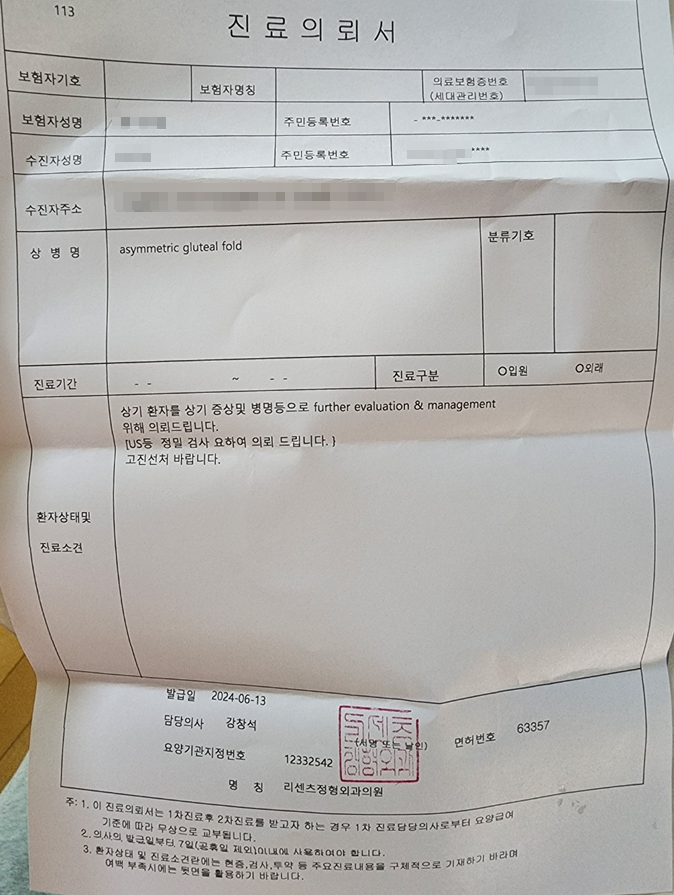 113
진료의뢰서
보험자기호
보험자명칭
의료보험증번호
(세대관리번호)
보험자성명
주민등록번호
- ***-*******
수진자성명
주민등록번호
****
수진자주소
상 병 명
asymmetric gluteal fold
분류기호
진료기간
- - ~ - -
진료구분
O입원 O외래
상기 환자를 상기 증상및 병명등으로 further evaluation & management
위해 의뢰드립니다.
[US등 정밀 검사 요하여 의뢰 드립니다. }
고진선처 바랍니다.
환자상태및
진료소견
발급일 2024-06-13
담당의사 강창석
(서명 또는 날인)
면허번호 63357
요양기관지정번호 12332542
명 칭 리센츠정형외과의원
주: 1. 이 진료의뢰서는 1차진료후 2차진료를 받고자 하는 경우 1차 진료담당의사로부터 요양급여
기준에 따라 무상으로 교부됩니다.
2. 의사의 발급일부터 7일(공휴일 제외)이내에 사용하여야 합니다.
3. 환자상태 및 진료소견란에는 현증,검사,투약 등 주요진료내용을 구체적으로 기재하기 바라며
여백 부족시에는 뒷면을 활용하기 바랍니다.